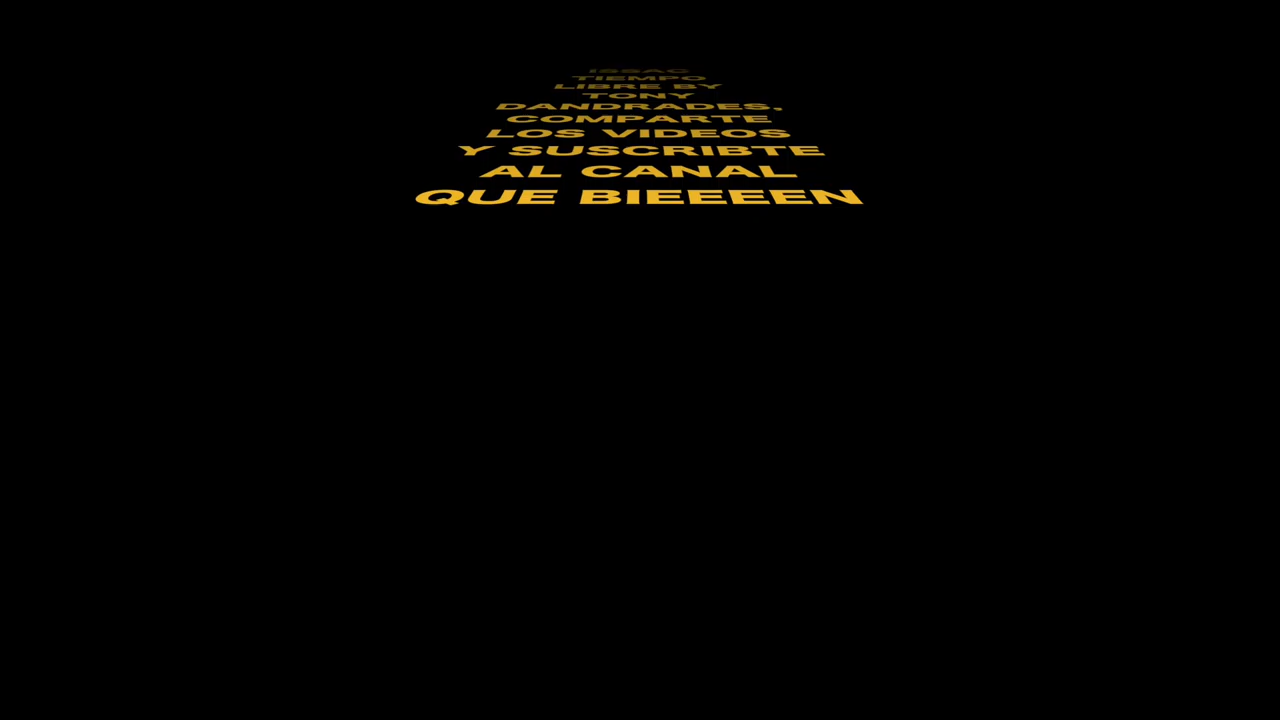 ISSAC
TIEMPO
LIBRE BY
TONY
DANDRADES,
COMPARTE
LOS VIDEOS
Y SUSCRIBTE
AL CANAL
QUE BIEEEEN